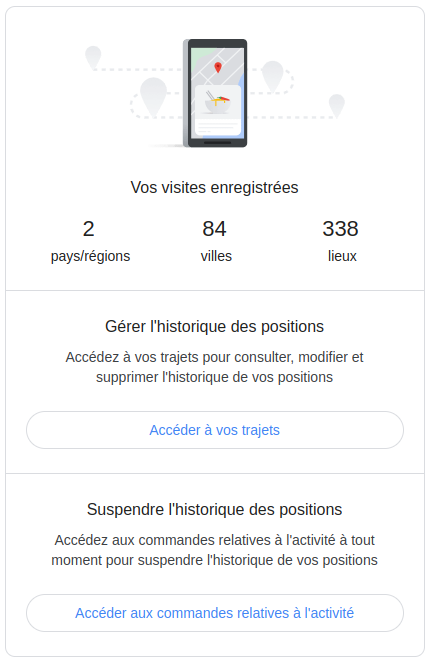 Vos visites enregistrées
2 84 338
pays/régions villes lieux
Gérer l'historique des positions
Accédez à vos trajets pour consulter, modifier et
supprimer l'historique de vos positions
Accéder à vos trajets
Suspendre l'historique des positions
Accédez aux commandes relatives à l'activité à tout
moment pour suspendre l'historique de vos positions
Accéder aux commandes relatives à l'activité